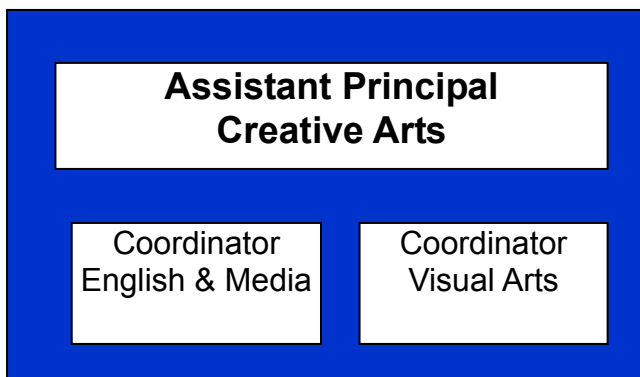 Assistant Principal
Creative Arts
Coordinator
English & Media
Coordinator
Visual Arts